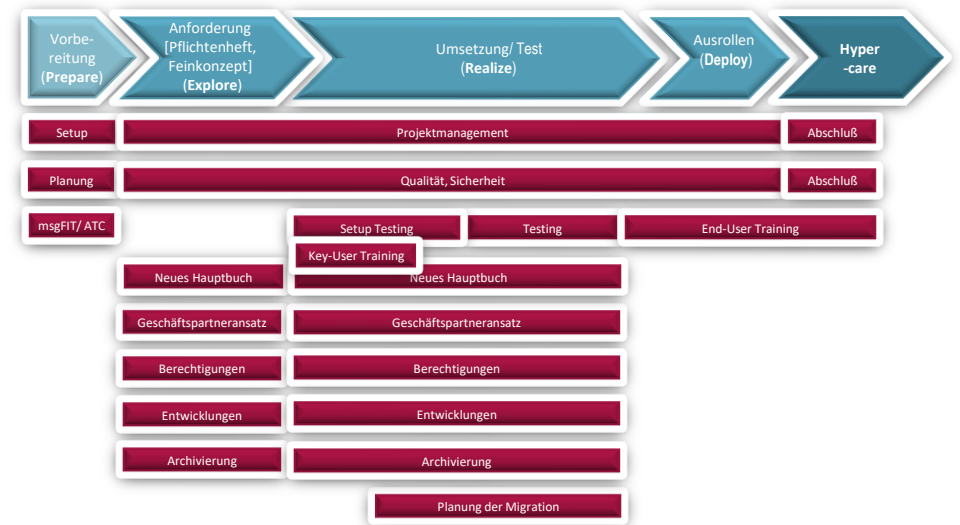 Vorbe-
reitung
(Prepare)
Anforderung
[Pflichtenheft,
Feinkonzept]
(Explore)
Umsetzung/ Test
(Realize)
Ausrollen
(Deploy)
Hyper
-care
Setup
Projektmanagement
Abschluß
Planung
Qualität, Sicherheit
Abschluß
msgFIT/ ATC
Setup Testing
Testing
End-User Training
Key-User Training
Neues Hauptbuch
Neues Hauptbuch
Geschäftspartneransatz
Geschäftspartneransatz
Berechtigungen
Berechtigungen
Entwicklungen
Entwicklungen
Archivierung
Archivierung
Planung der Migration